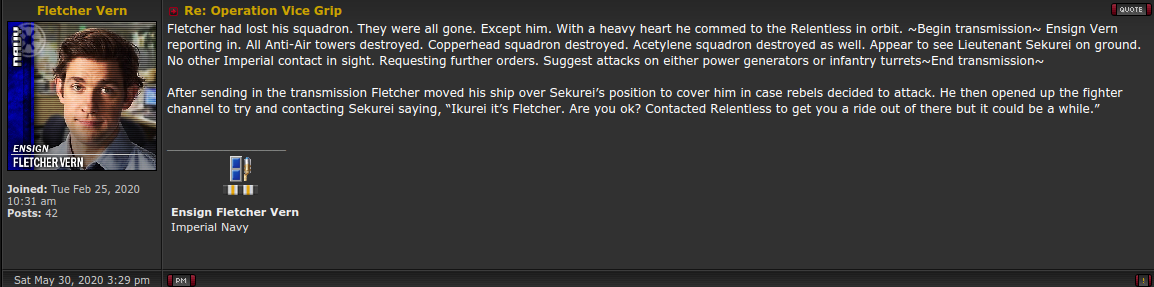 Fletcher Vern
Re: Operation Vice Grip
QUOTE
Fletcher had lost his squadron. They were all gone. Except him. With a heavy heart he commed to the Relentless in orbit. ~Begin transmission~ Ensign Vern
reporting in. All Anti-Air towers destroyed. Copperhead squadron destroyed. Acetylene squadron destroyed as well. Appear to see Lieutenant Sekurei on ground.
No other Imperial contact in sight. Requesting further orders. Suggest attacks on either power generators or infantry turrets~End transmission~
After sending in the transmission Fletcher moved his ship over Sekurei’s position to cover him in case rebels decided to attack. He then opened up the fighter
channel to try and contacting Sekurei saying, “Ikurei it’s Fletcher. Are you ok? Contacted Relentless to get you a ride out of there but it could be a while.”
ENSIGN
FLETCHER VERN
Joined: Tue Feb 25, 2020
10:31 am
Posts: 42
Ensign Fletcher Vern
Imperial Navy
Sat May 30, 2020 3:29 pm
PM
!